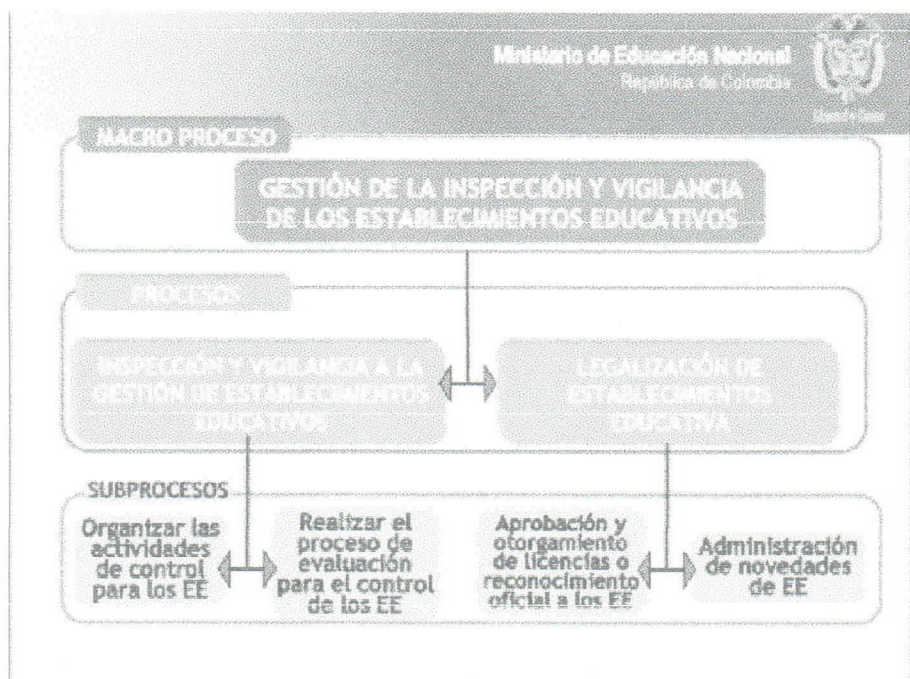 Ministerio de Educación Nacional
República de Colombia
MACRO PROCESO
GESTIÓN DE LA INSPECCIÓN Y VIGILANCIA
DE LOS ESTABLECIMIENTOS EDUCATIVOS
PROCESOS
INSPECCIÓN Y VIGILANCIA A LA
GESTIÓN DE ESTABLECIMIENTOS
EDUCATIVOS
LEGALIZACIÓN DE
ESTABLECIMIENTOS
EDUCATIVA
SUBPROCESOS
Organizar las
actividades
de control
para los EE
Realizar el
proceso de
evaluación
para el control
de los EE
Aprobación y
otorgamiento
de licencias o
reconocimiento
oficial a los EE
Administración
de novedades
de EE